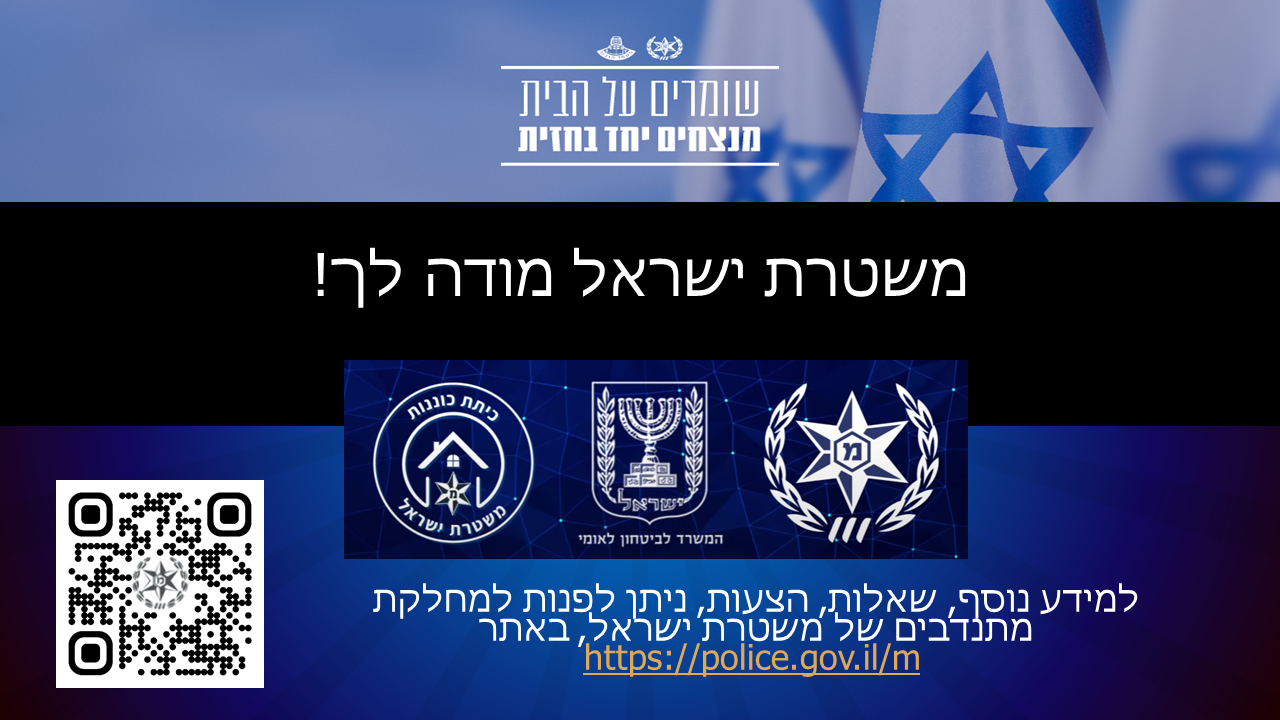 שומרים על הבית
מנצחים יחד בחזית
משטרת ישראל מודה לך!
כיתת כוננות
משטרת ישראל
ישראל
המשרד לביטחון לאומי
מ
למידע נוסף, שאלות, הצעות, ניתן לפנות למחלקת
מתנדבים של משטרת ישראל, באתר
https://police.gov.il/m